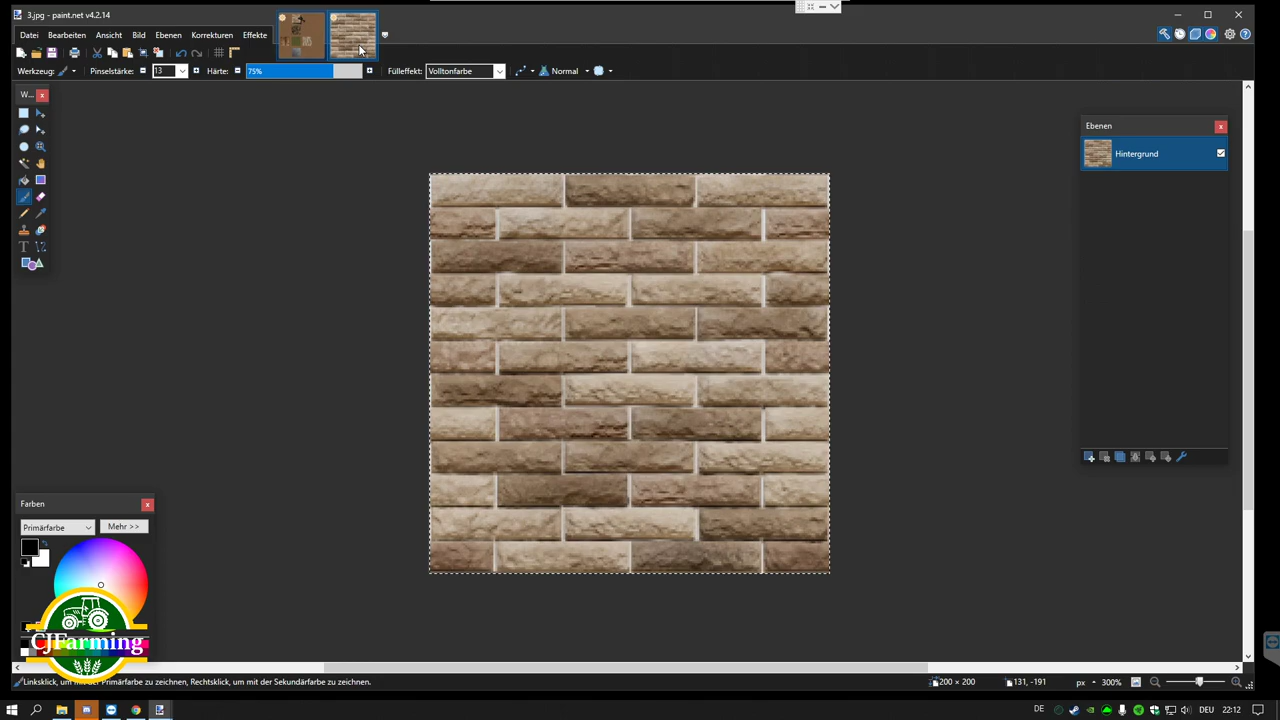 3.jpg - paint.net v4.2.14
Datei Bearbeiten Ansicht Bild Ebenen Korrekturen Effekte
Werkzeug: Pinselstärke: 13 Härte: 75% Fülleffekt: Volltonfarbe Normal
W...
Ebenen
Hintergrund
Farben
Primärfarbe Mehr >>
CJFarming
Linksklick, um mit der Primärfarbe zu zeichnen, Rechtsklick, um mit der Sekundärfarbe zu zeichnen.
200 × 200 131, -191 px 300%
DE DEU 22:12